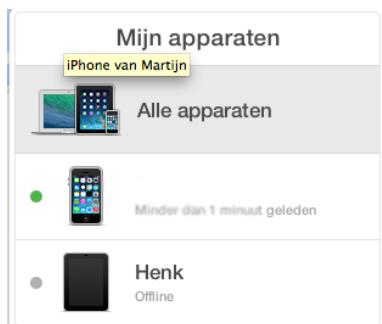 Mijn apparaten
iPhone van Martijn
Alle apparaten
Minder dan 1 minuut geleden
Henk
Offline